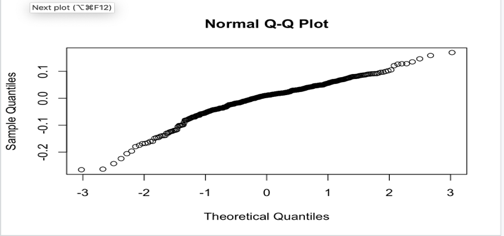 Next plot (⌥⌘F12)
Normal Q-Q Plot
Sample Quantiles
0.1
0.0
-0.1
-0.2
-3 -2 -1 0 1 2 3
Theoretical Quantiles